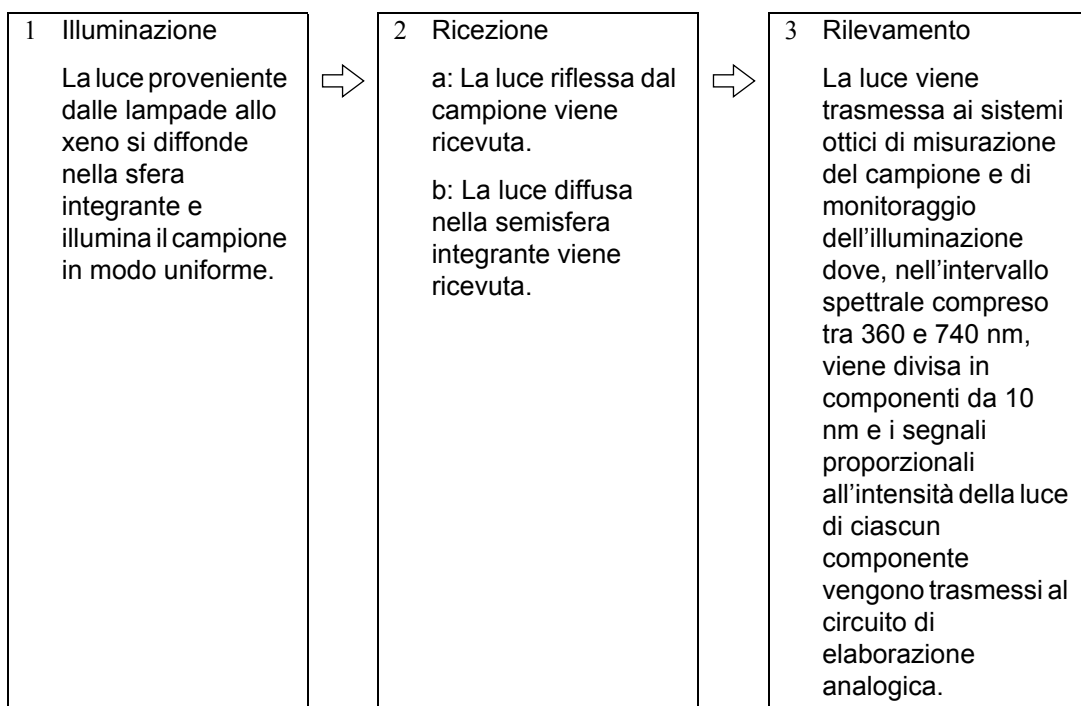 1 Illuminazione
La luce proveniente
dalle lampade allo
xeno si diffonde
nella sfera
integrante e
illumina il campione
in modo uniforme.
2 Ricezione
a: La luce riflessa dal
campione viene
ricevuta.
b: La luce diffusa
nella semisfera
integrante viene
ricevuta.
3 Rilevamento
La luce viene
trasmessa ai sistemi
ottici di misurazione
del campione e di
monitoraggio
dell’illuminazione
dove, nell’intervallo
spettrale compreso
tra 360 e 740 nm,
viene divisa in
componenti da 10
nm e i segnali
proporzionali
all’intensità della luce
di ciascun
componente
vengono trasmessi al
circuito di
elaborazione
analogica.